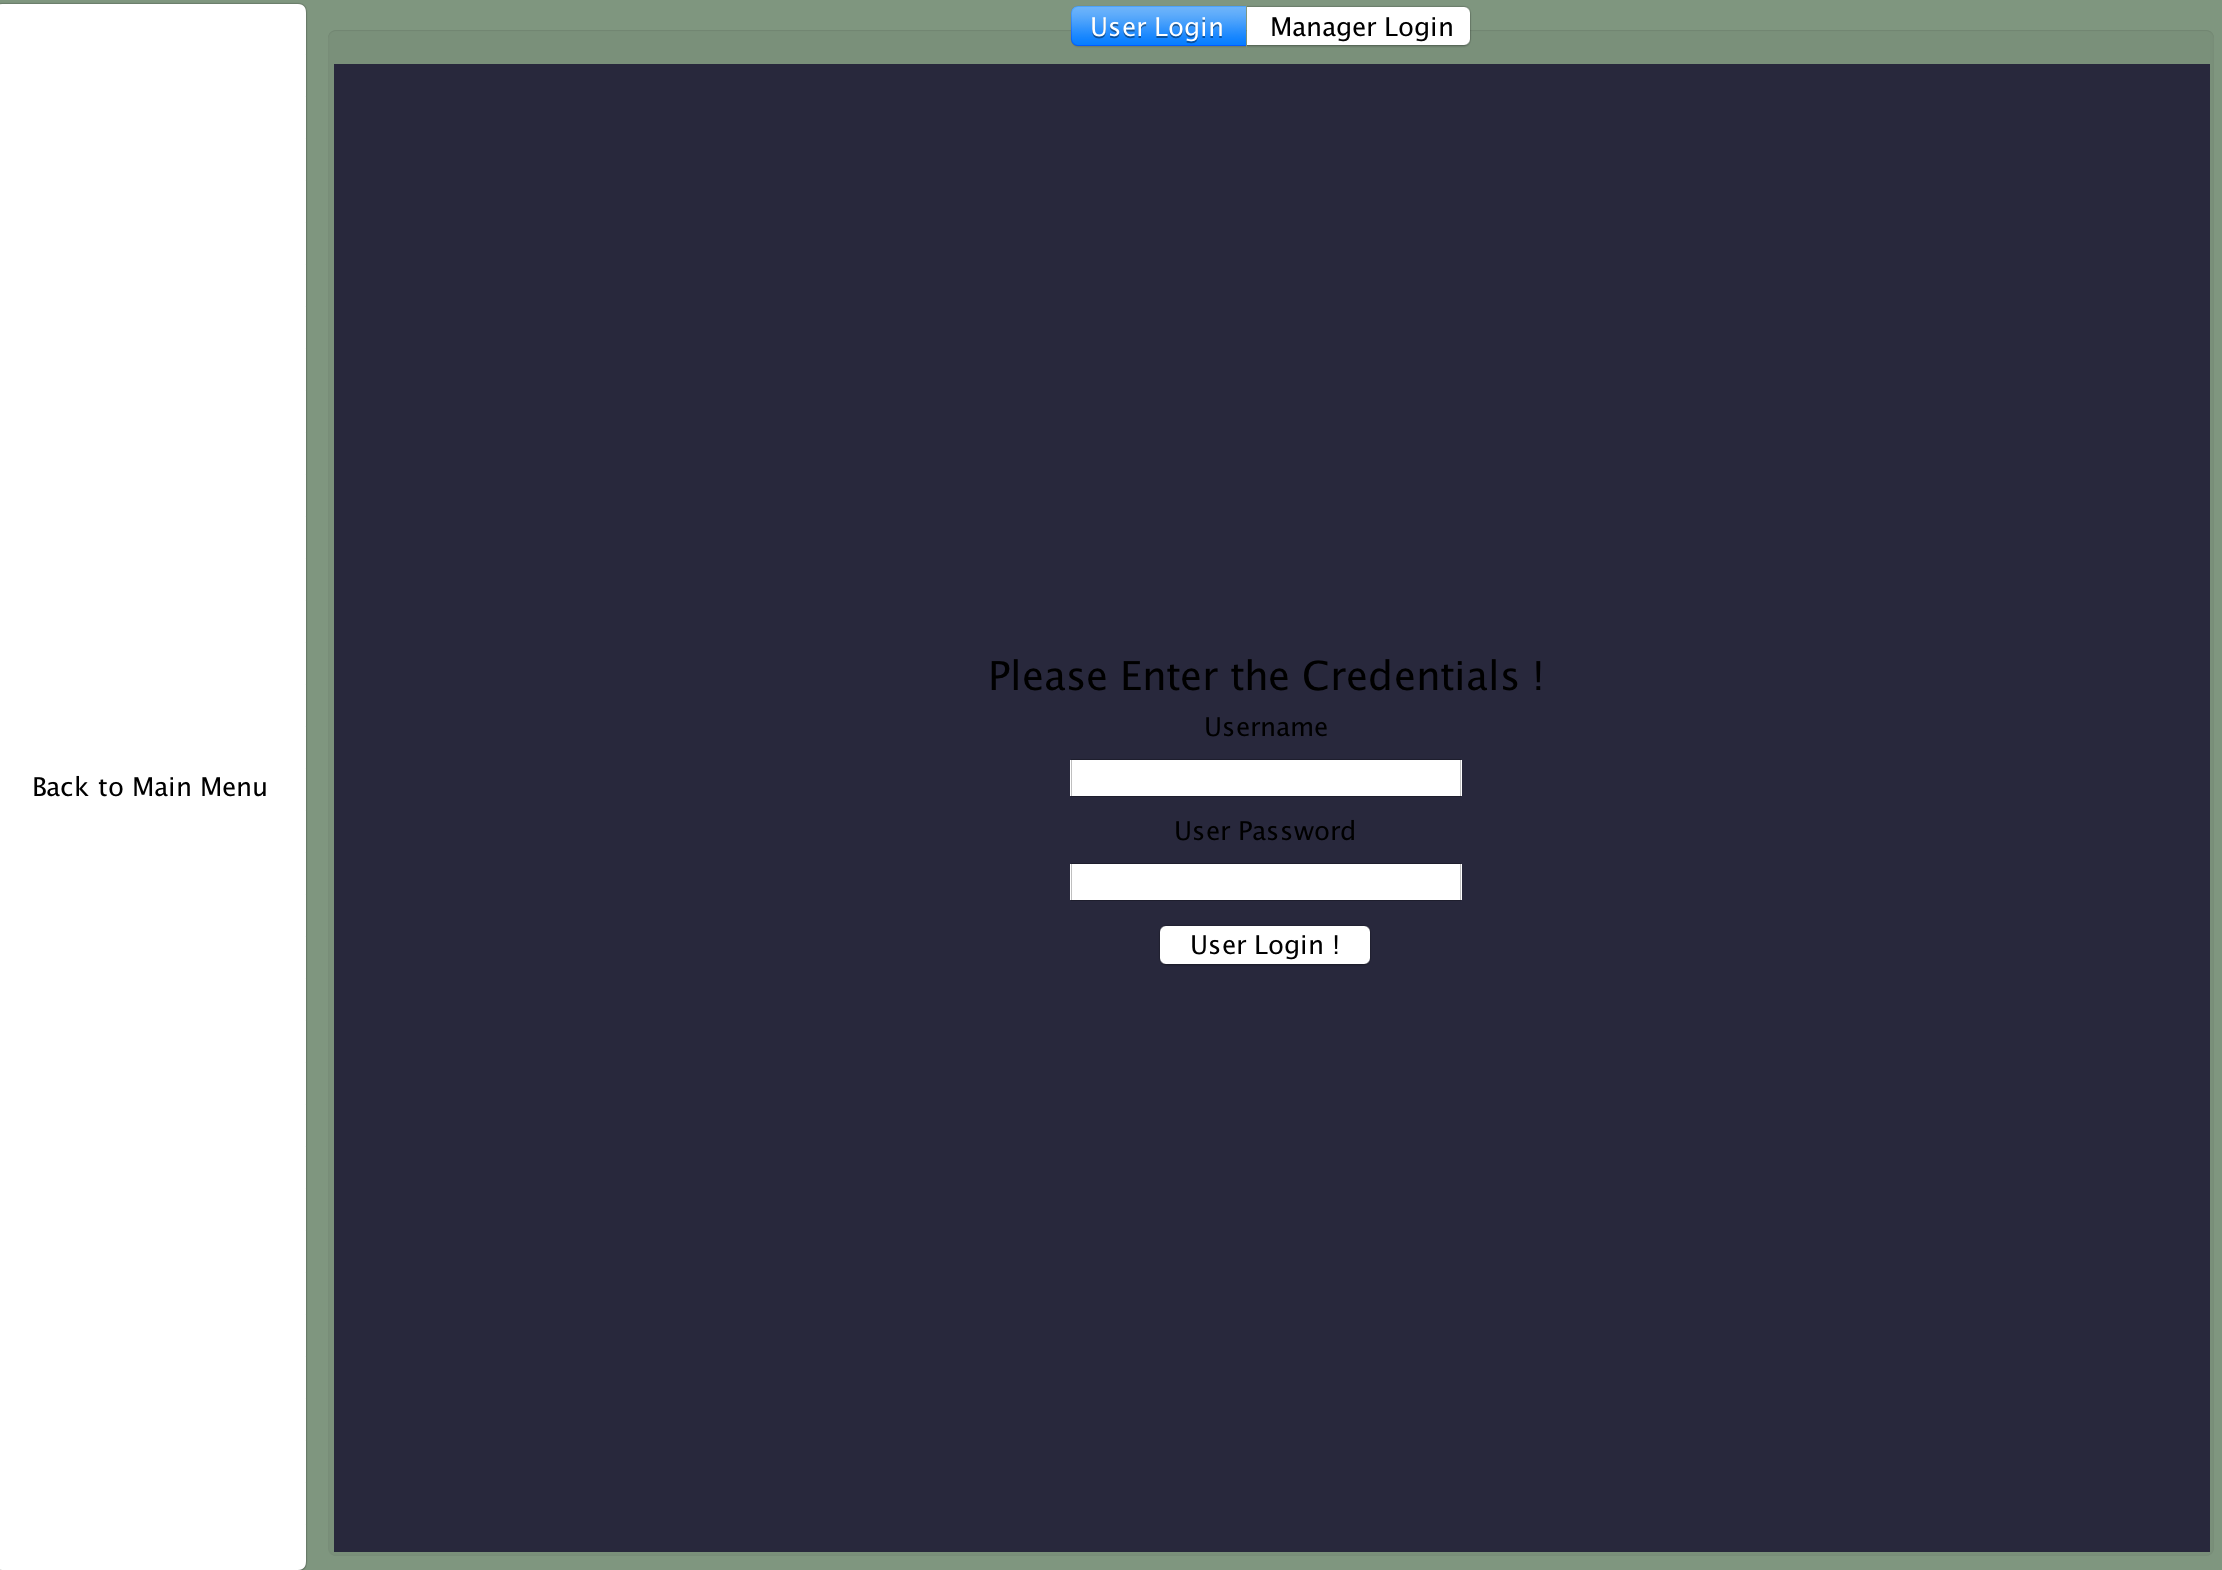 User Login
Manager Login
Back to Main Menu
Please Enter the Credentials !
Username
User Password
User Login !